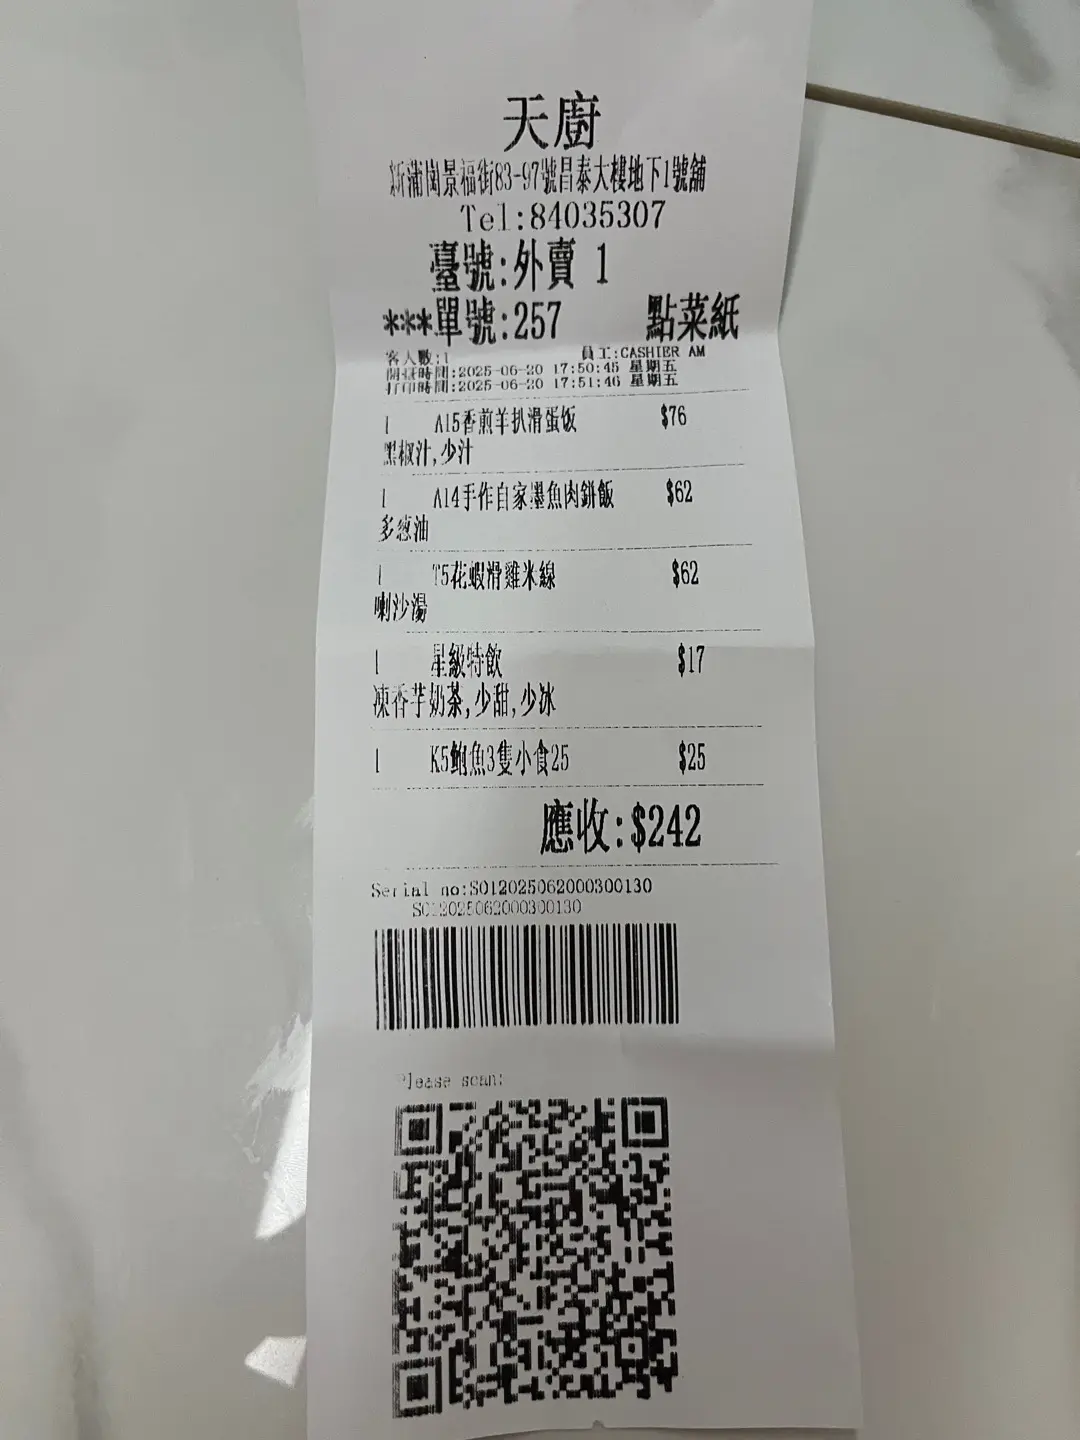 天廚
新蒲崗景福街83-97號昌泰大樓地下1號舖
Tel:84035307
臺號:外賣 1
***單號:257 點菜紙
客人數:1 員工:CASHIER AM
開臺時間:2025-06-20 17:50:45 星期五
打印時間:2025-06-20 17:51:46 星期五
1 A15香煎羊扒滑蛋饭 $76
黑椒汁,少汁
1 A14手作自家墨魚肉餅飯 $62
多葱油
1 T5花蝦滑雞米線 $62
喇沙湯
1 星級特飲 $17
凍香芋奶茶,少甜,少冰
1 K5鮑魚3隻小食25 $25
應收:$242
Serial no:S012025062000300130
S012025062000300130
Please scan: